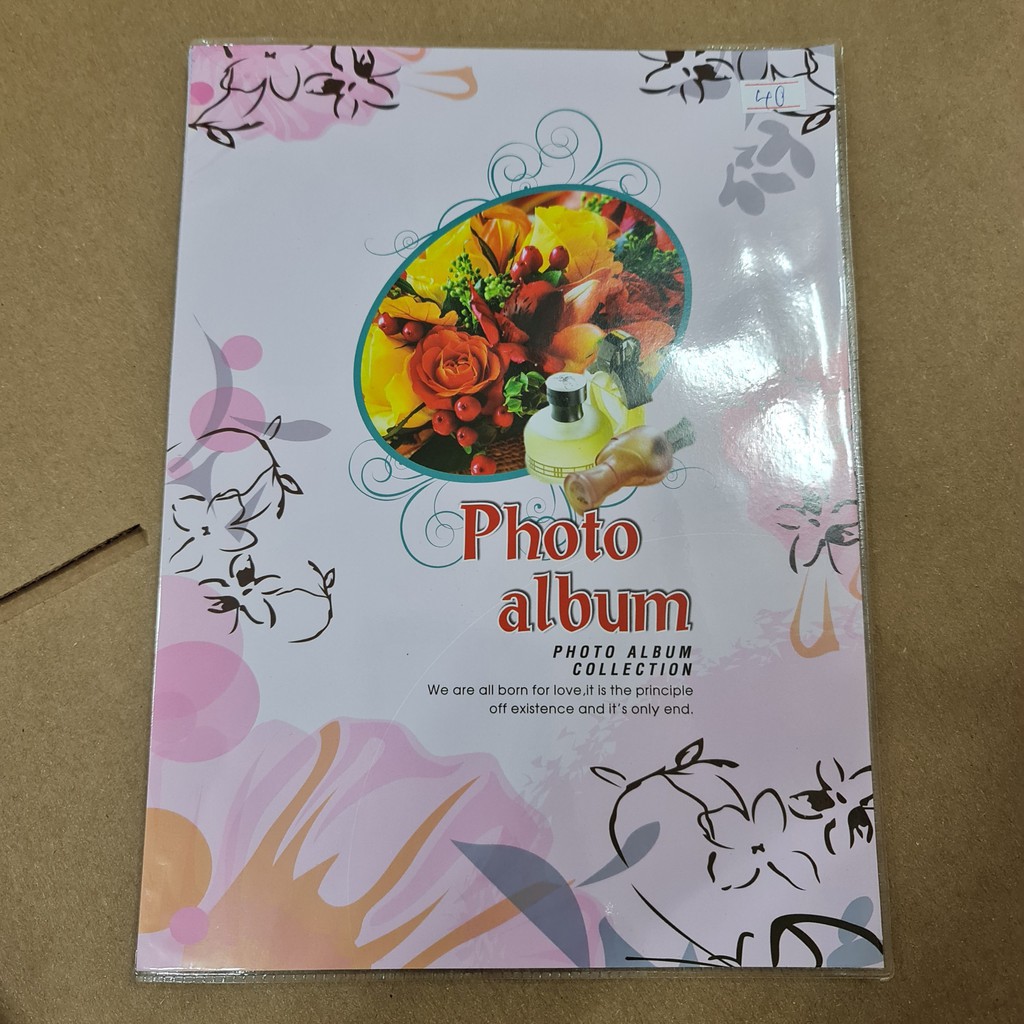 40
Photo
album
PHOTO ALBUM
COLLECTION
We are all born for love,it is the principle
off existence and it's only end.